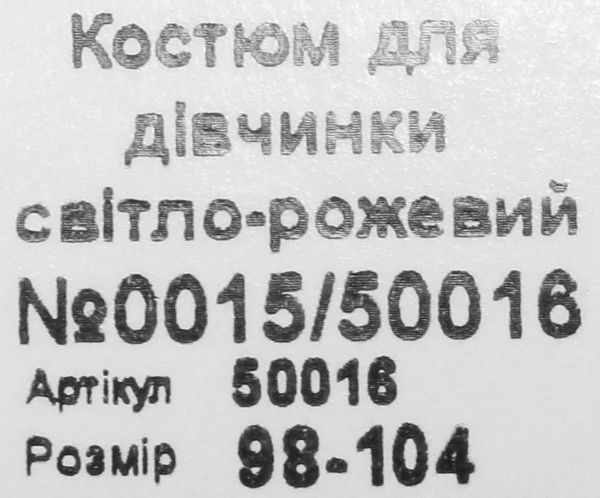 Костюм для
дівчинки
світло-рожевий
№0015/50016
Артікул 50016
Розмір 98-104